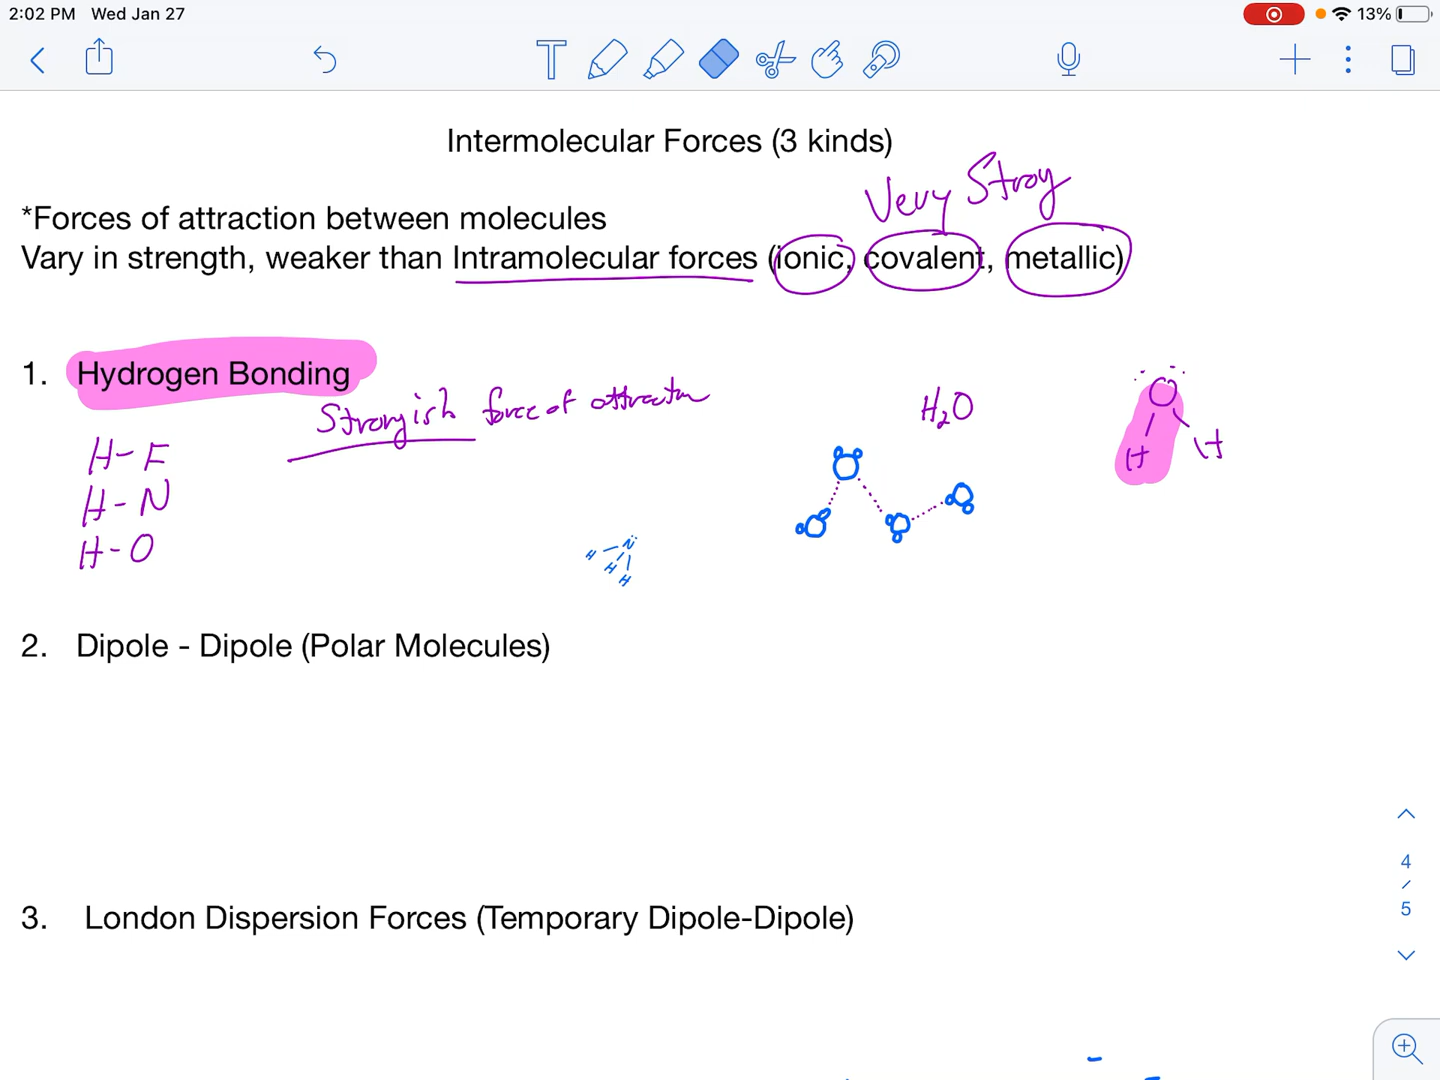 2:02 PM Wed Jan 27
13%
T
Intermolecular Forces (3 kinds)
Very Strong
*Forces of attraction between molecules
Vary in strength, weaker than Intramolecular forces (ionic, covalent, metallic)
1. Hydrogen Bonding
Strongish force of attraction
H₂O
O
H H
H-F
H-N
H-O
N
H H H
2. Dipole - Dipole (Polar Molecules)
4
/
5
3. London Dispersion Forces (Temporary Dipole-Dipole)